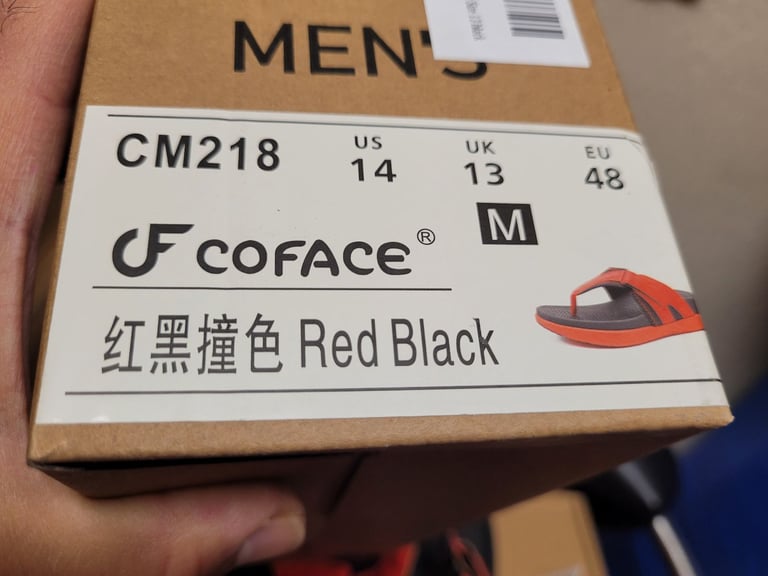 MEN'S
CM218
US
14
UK
13
EU
48
M
COFACE®
红黑撞色 Red Black